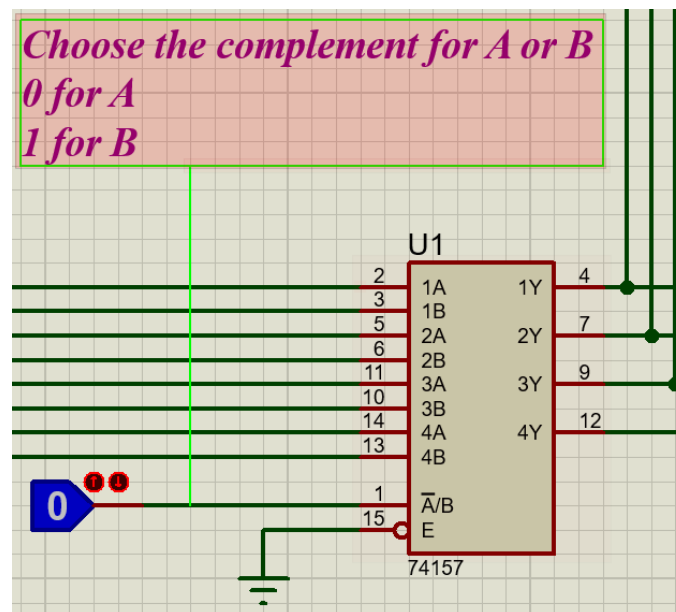 Choose the complement for A or B
0 for A
1 for B
U1
2 1A 1Y 4
3 1B
5 2A 2Y 7
6 2B
11 3A 3Y 9
10 3B
14 4A 4Y 12
13 4B
0 1 A̅/B
15 E
74157